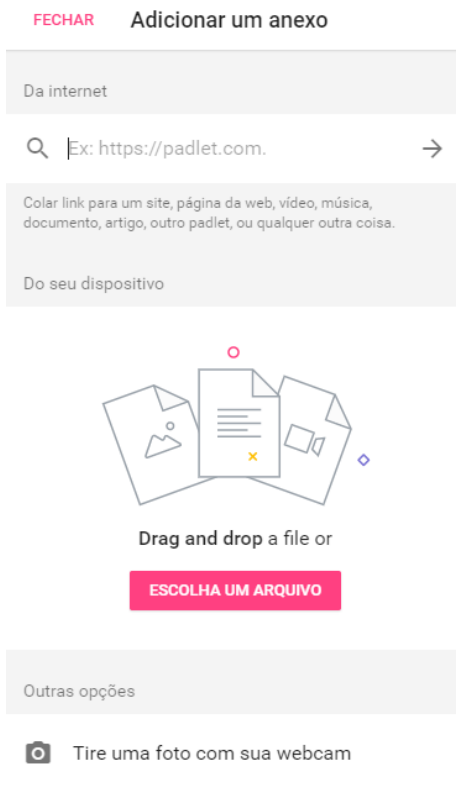 FECHAR Adicionar um anexo
Da internet
Ex: https://padlet.com.
Colar link para um site, página da web, vídeo, música,
documento, artigo, outro padlet, ou qualquer outra coisa.
Do seu dispositivo
Drag and drop a file or
ESCOLHA UM ARQUIVO
Outras opções
Tire uma foto com sua webcam